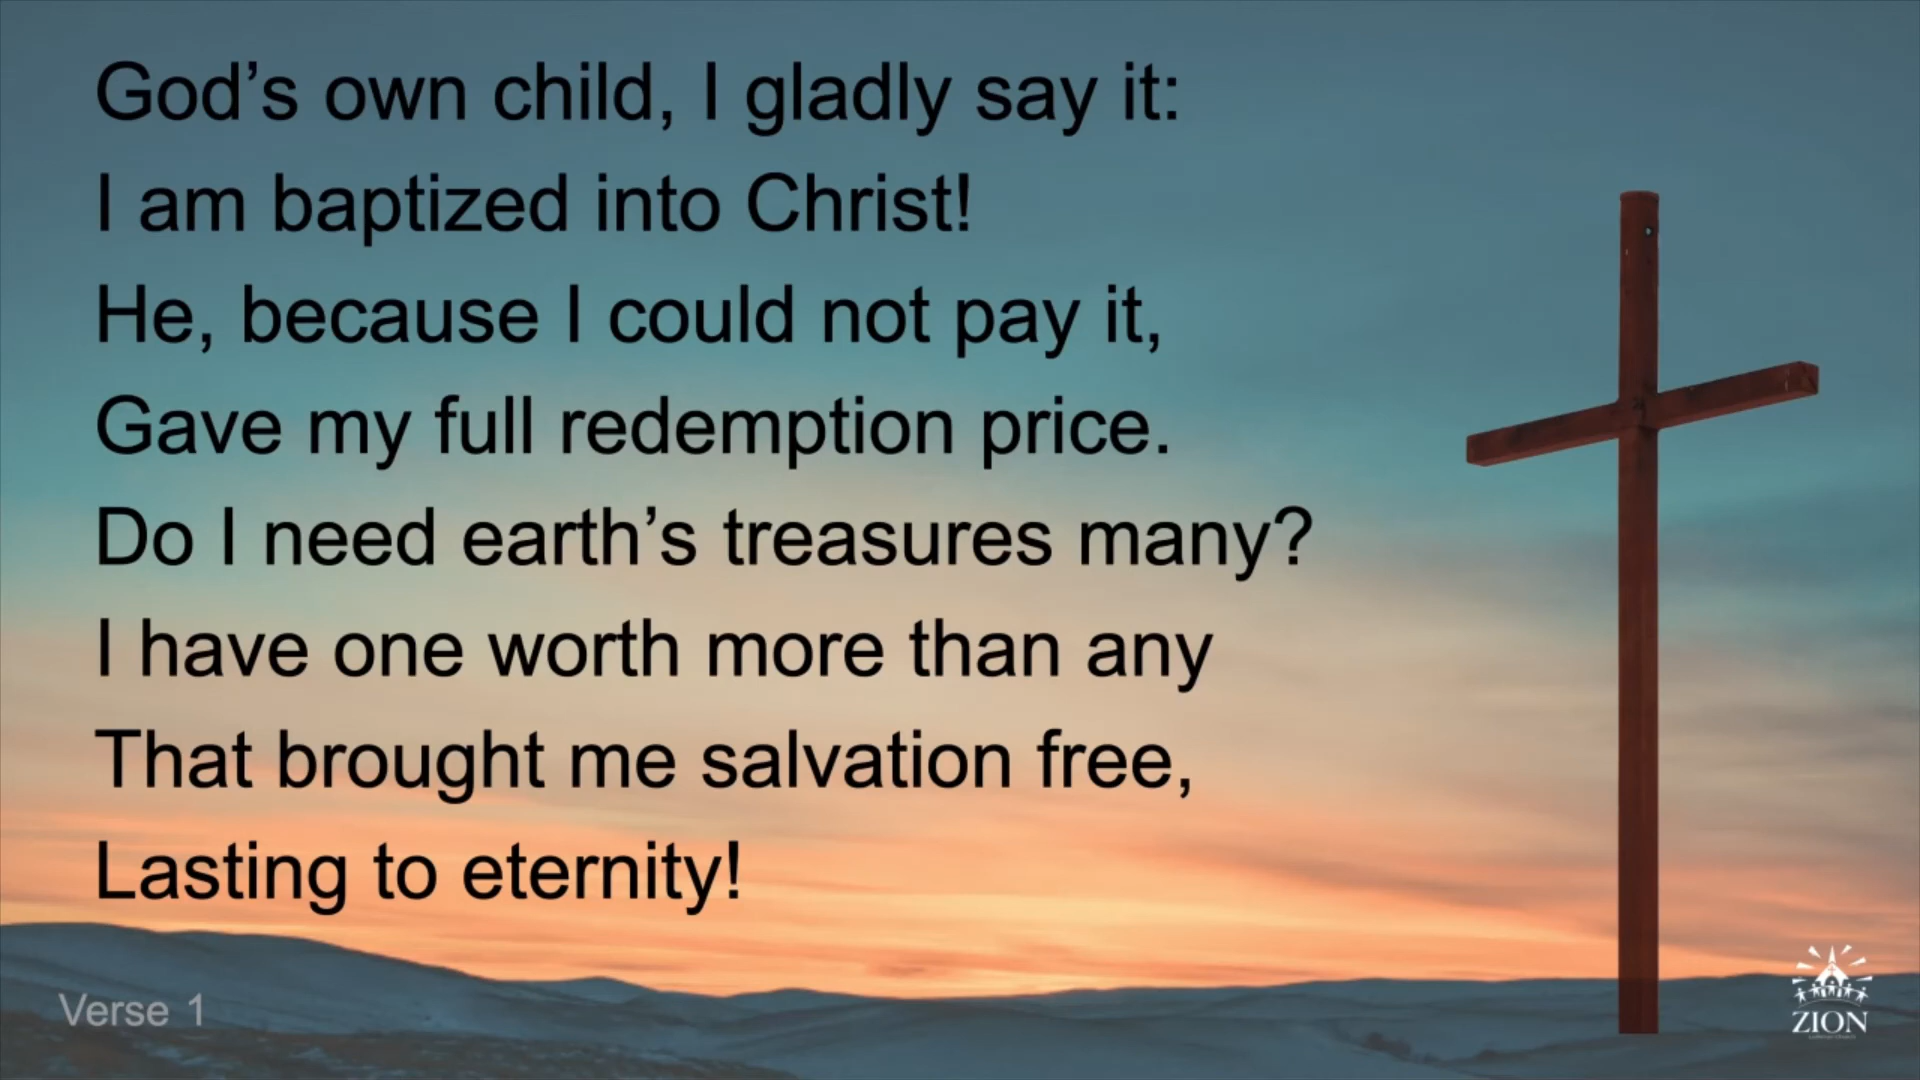 God’s own child, I gladly say it:
I am baptized into Christ!
He, because I could not pay it,
Gave my full redemption price.
Do I need earth’s treasures many?
I have one worth more than any
That brought me salvation free,
Lasting to eternity!
Verse 1
ZION